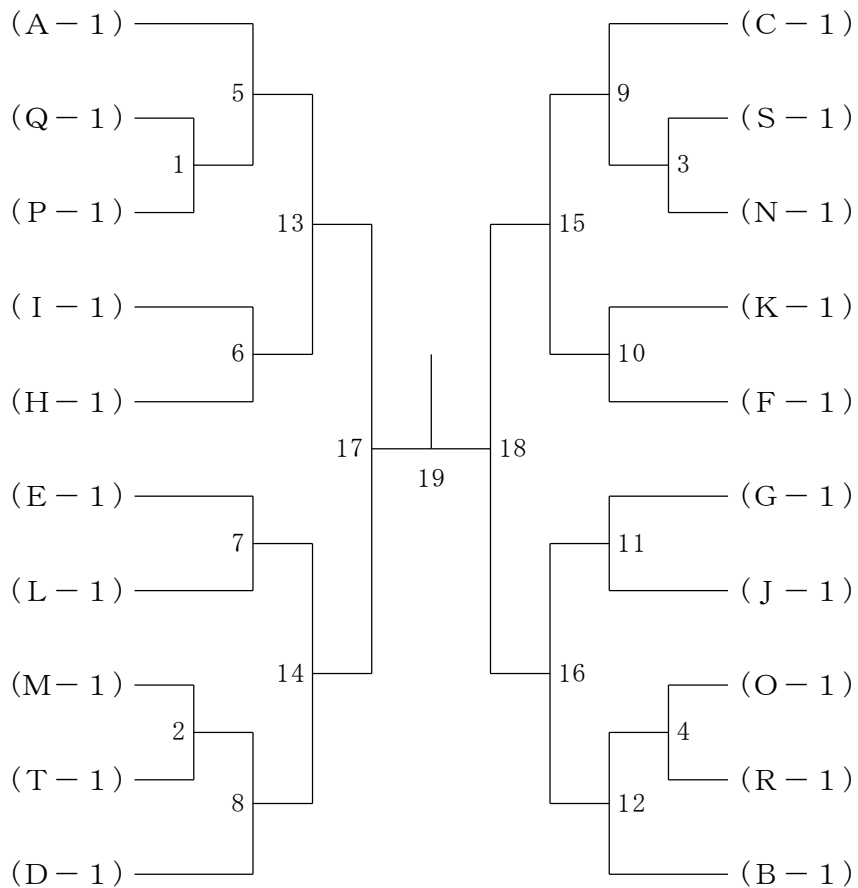 (A－1) (C－1)
5 9
(Q－1) (S－1)
1 3
(P－1) (N－1)
13 15
(I－1) (K－1)
6 10
(H－1) (F－1)
17 18
19
(E－1) (G－1)
7 11
(L－1) (J－1)
14 16
(M－1) (O－1)
2 4
(T－1) (R－1)
8 12
(D－1) (B－1)